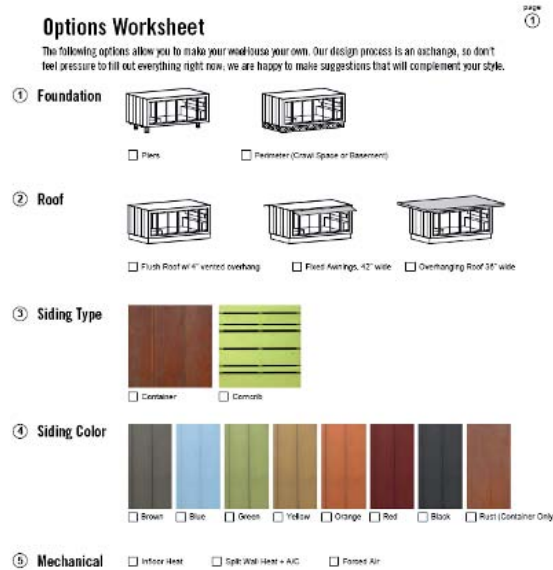 page
1
Options Worksheet
The following options allow you to make your weeHouse your own. Our design process is an exchange, so don't
feel pressure to fill out everything right now, we are happy to make suggestions that will complement your style.
1 Foundation
Piers
Perimeter (Crawl Space or Basement)
2 Roof
Flush Roof w/ 4" vented overhang
Fixed Awnings, 42" wide
Overhanging Roof 36" wide
3 Siding Type
Container
Corncrib
4 Siding Color
Brown
Blue
Green
Yellow
Orange
Red
Black
Rust (Container Only
5 Mechanical
Infloor Heat
Split Wall Heat + A/C
Forced Air